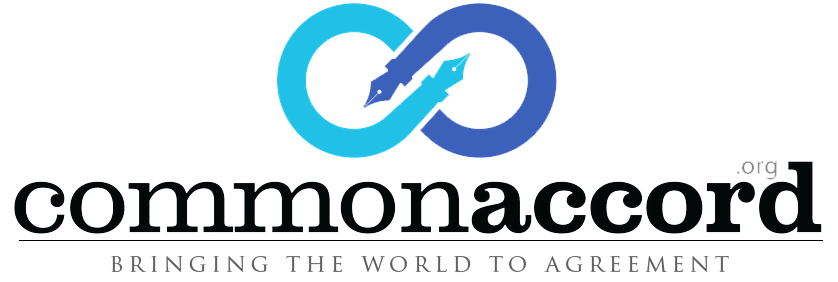 .org
commonaccord
BRINGING THE WORLD TO AGREEMENT